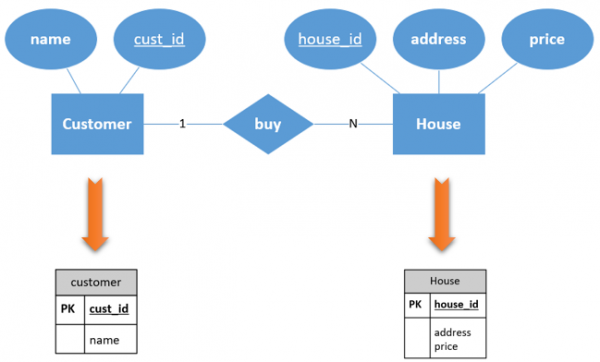 name
cust_id
house_id
address
price
Customer
1
buy
N
House
customer
PK cust_id
name
House
PK house_id
address
price